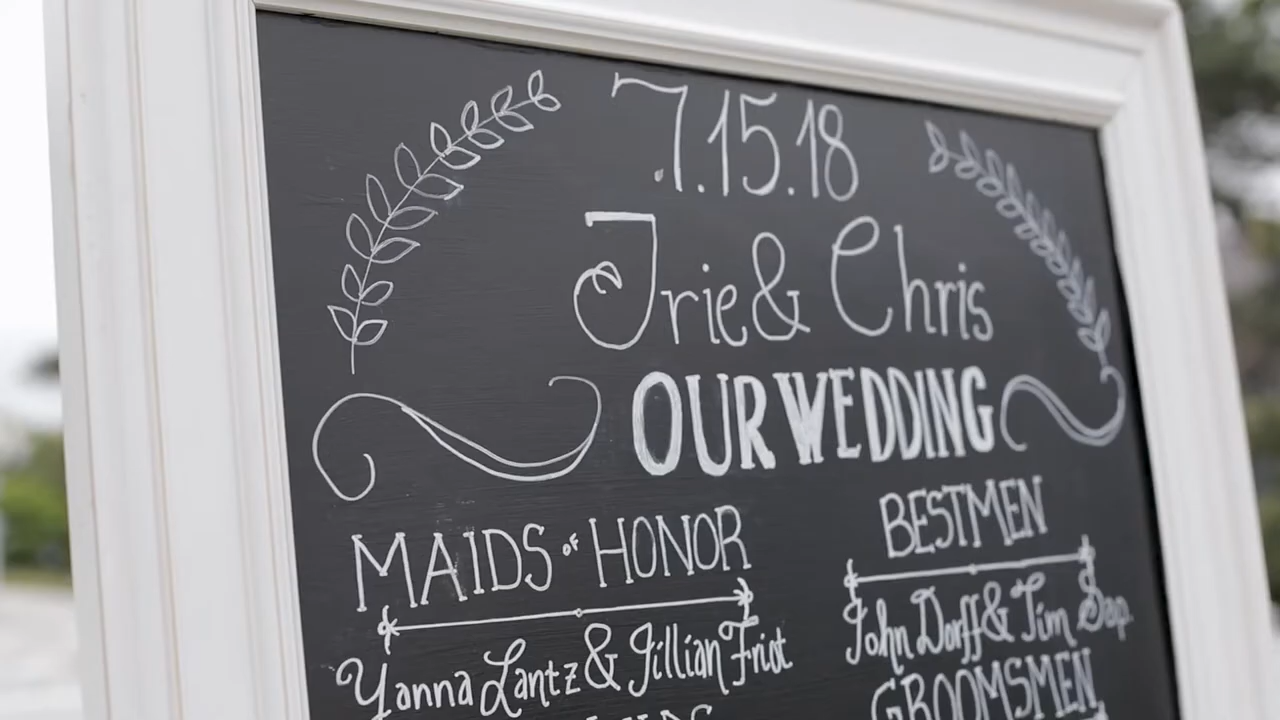 7.15.18
Irie & Chris
OUR WEDDING
MAIDS of HONOR
Yanna Lantz & Jillian Frist
BESTMEN
John Dorff & Tim
GROOMSMEN